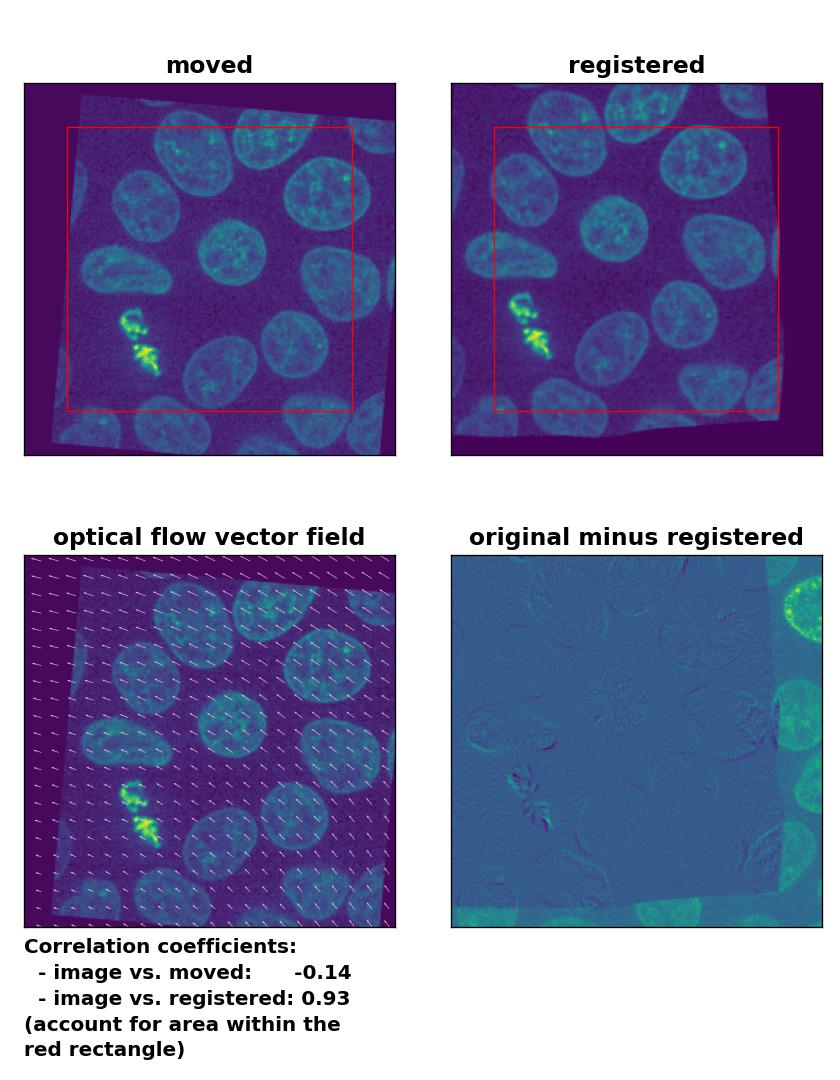 moved
registered
optical flow vector field
original minus registered
Correlation coefficients:
- image vs. moved: -0.14
- image vs. registered: 0.93
(account for area within the
red rectangle)